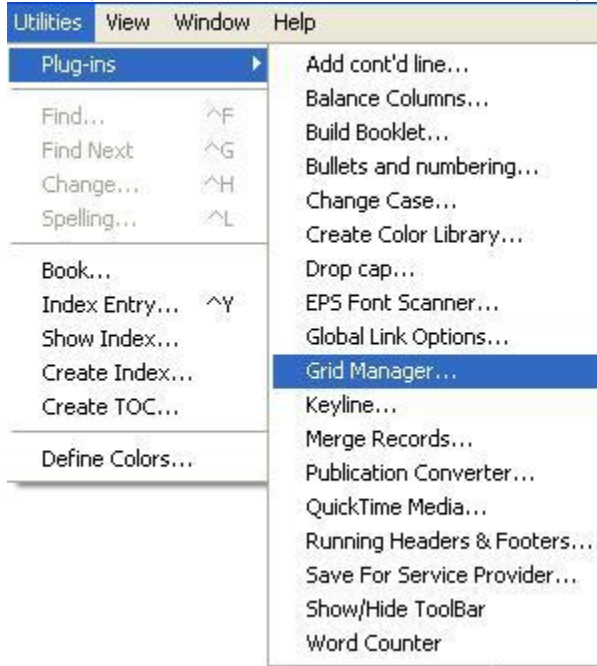 Utilities View Window Help
Plug-ins
Find... ^F
Find Next ^G
Change... ^H
Spelling... ^L
Book...
Index Entry... ^Y
Show Index...
Create Index...
Create TOC...
Define Colors...
Add cont'd line...
Balance Columns...
Build Booklet...
Bullets and numbering...
Change Case...
Create Color Library...
Drop cap...
EPS Font Scanner...
Global Link Options...
Grid Manager...
Keyline...
Merge Records...
Publication Converter...
QuickTime Media...
Running Headers & Footers...
Save For Service Provider...
Show/Hide ToolBar
Word Counter